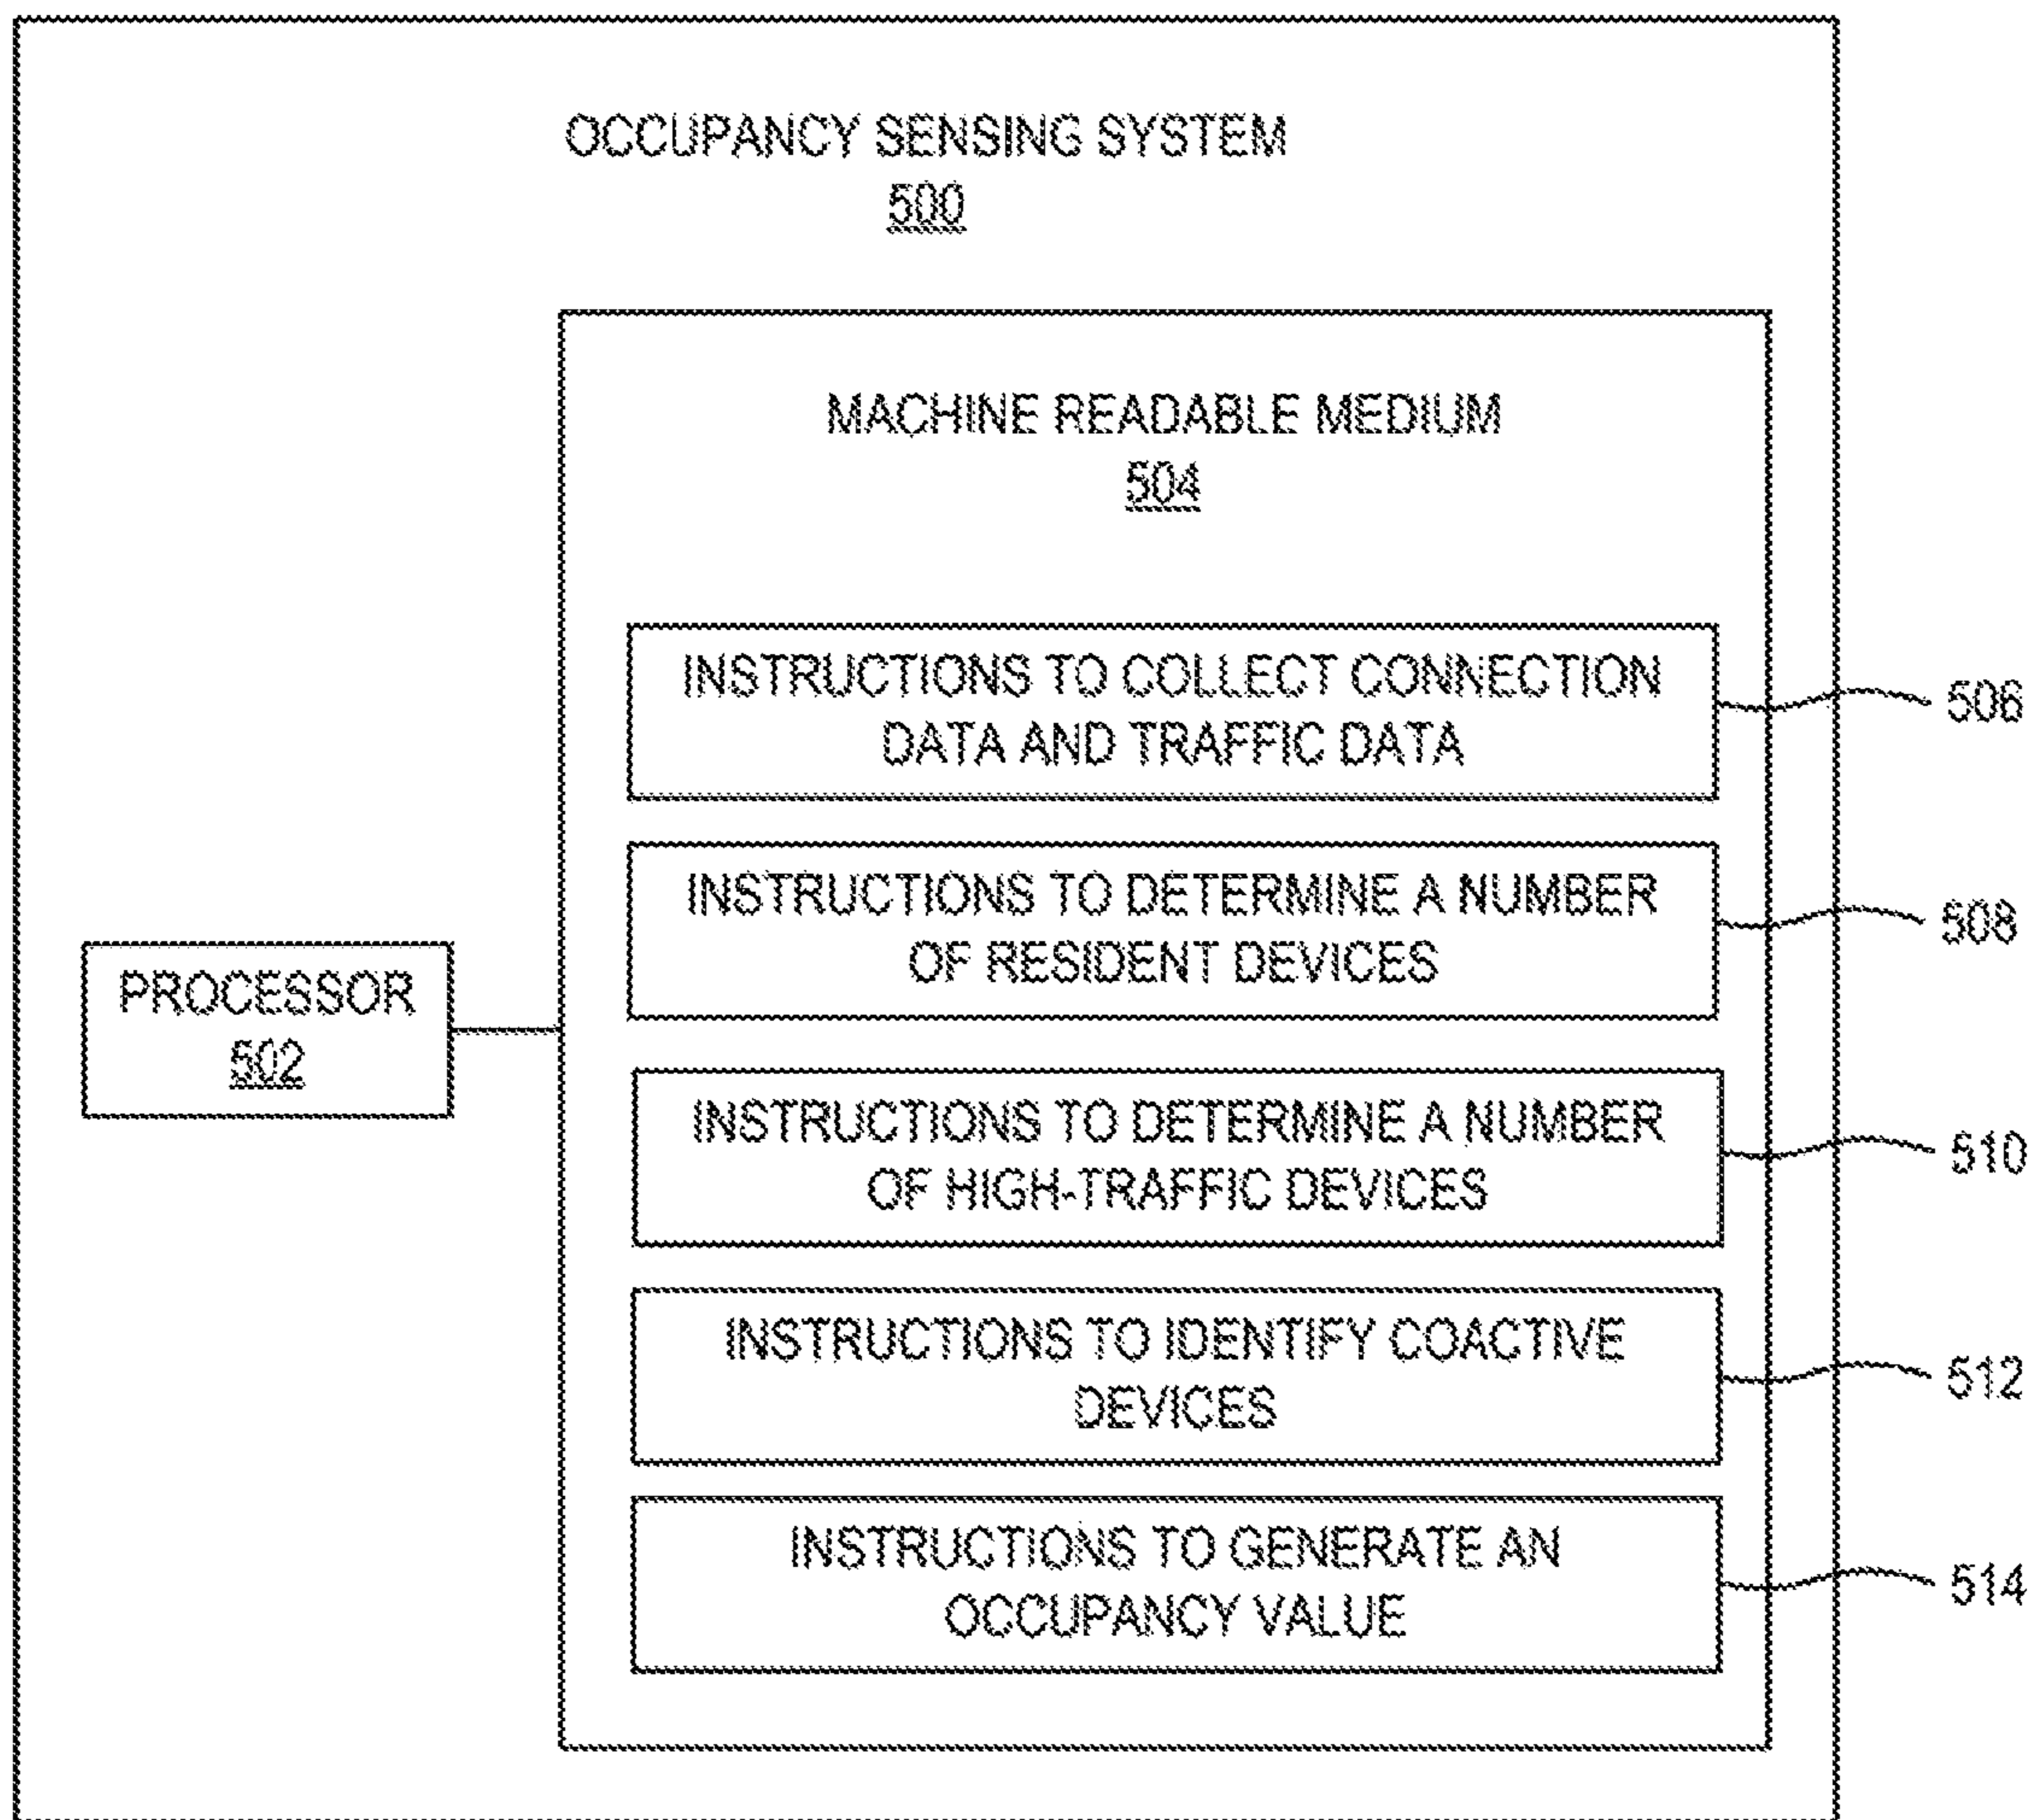 OCCUPANCY SENSING SYSTEM
500
MACHINE READABLE MEDIUM
504
INSTRUCTIONS TO COLLECT CONNECTION
DATA AND TRAFFIC DATA
506
INSTRUCTIONS TO DETERMINE A NUMBER
OF RESIDENT DEVICES
508
PROCESSOR
502
INSTRUCTIONS TO DETERMINE A NUMBER
OF HIGH-TRAFFIC DEVICES
510
INSTRUCTIONS TO IDENTIFY COACTIVE
DEVICES
512
INSTRUCTIONS TO GENERATE AN
OCCUPANCY VALUE
514